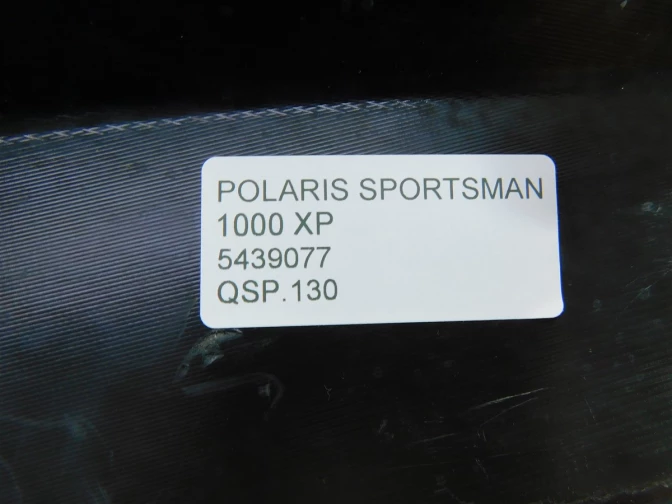 POLARIS SPORTSMAN
1000 XP
5439077
QSP.130